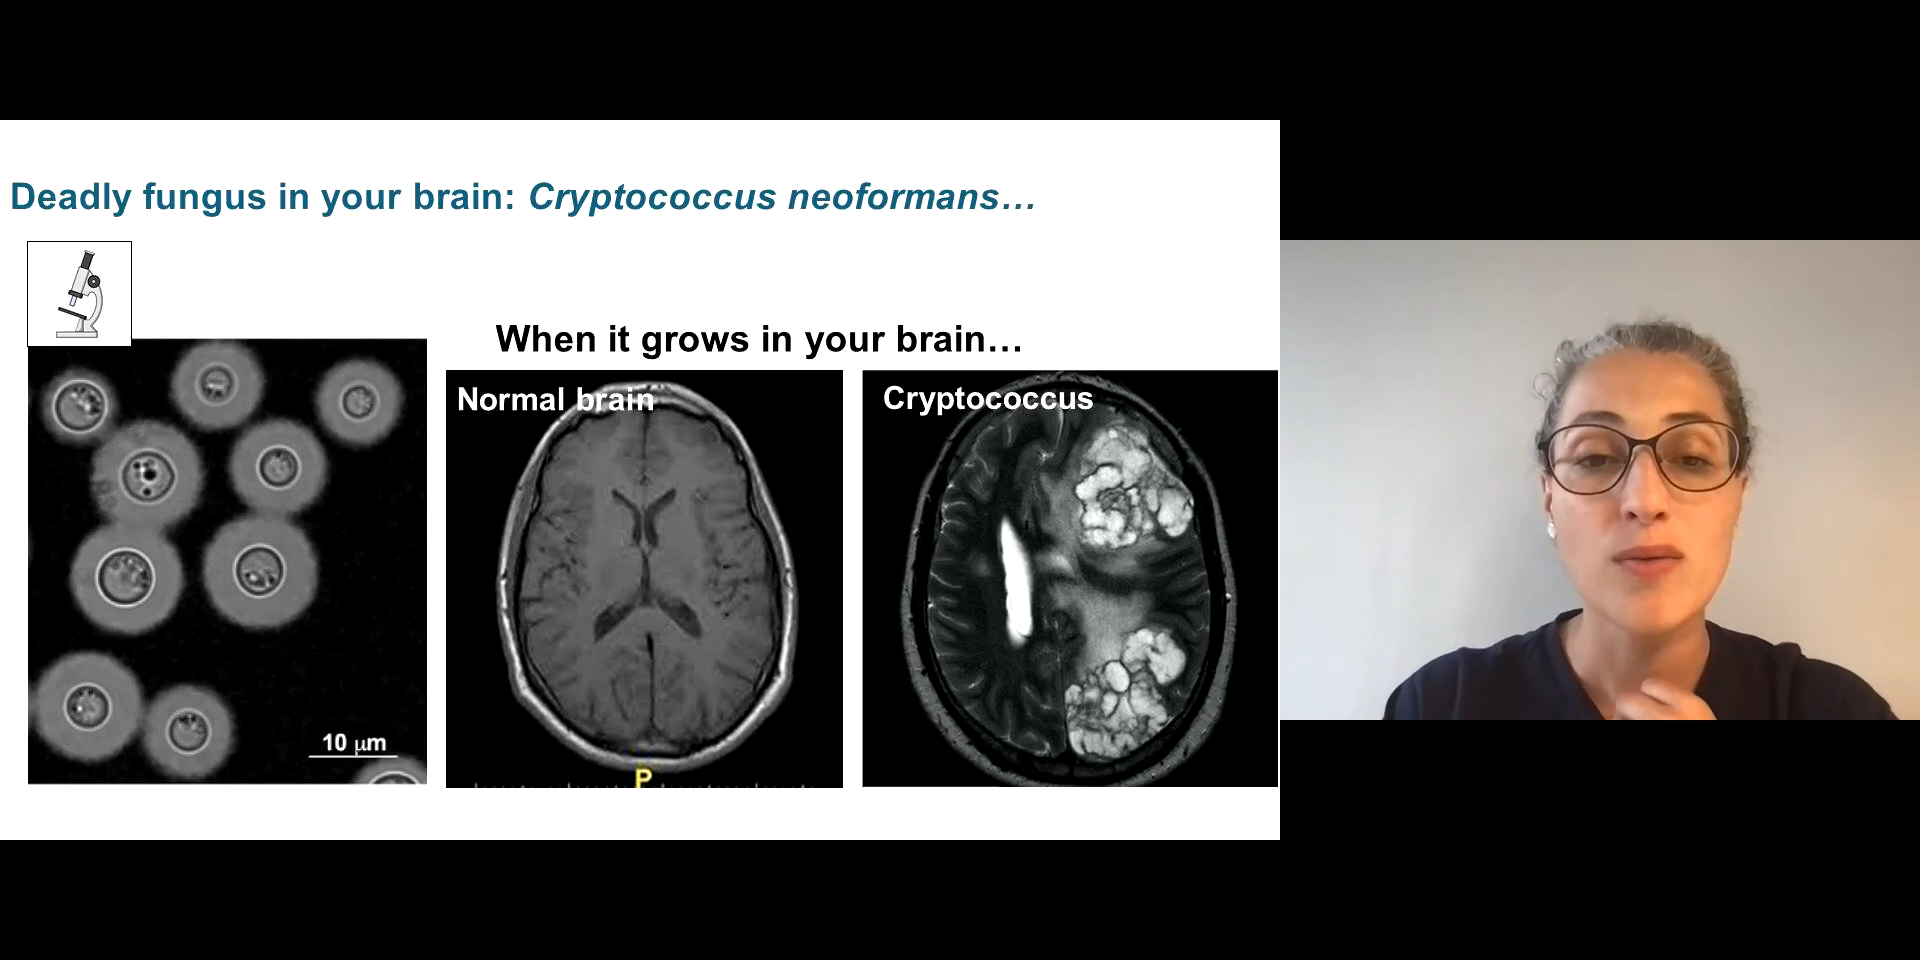 Deadly fungus in your brain: Cryptococcus neoformans…
When it grows in your brain…
Normal brain
Cryptococcus
10 μm
P